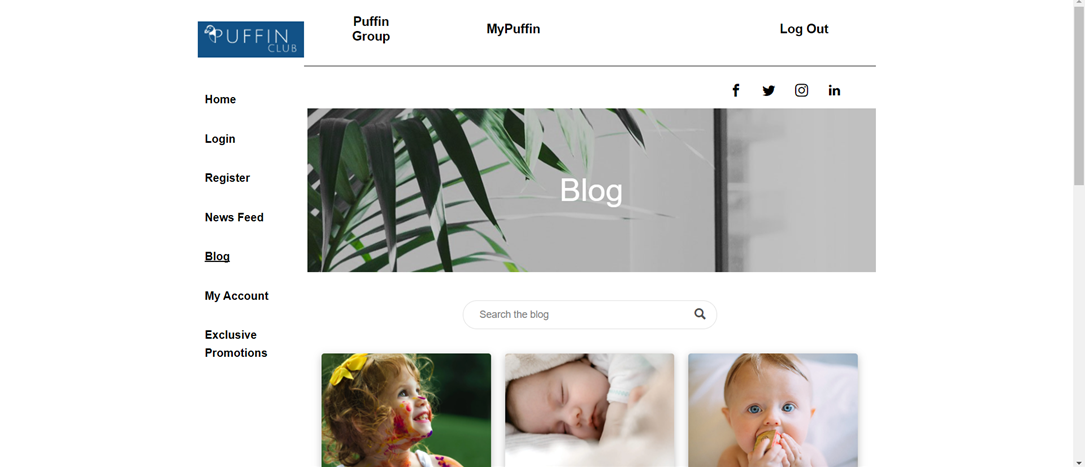 PUFFIN
CLUB
Puffin
Group
MyPuffin
Log Out
Home
Login
Register
News Feed
Blog
My Account
Exclusive
Promotions
Blog
Search the blog